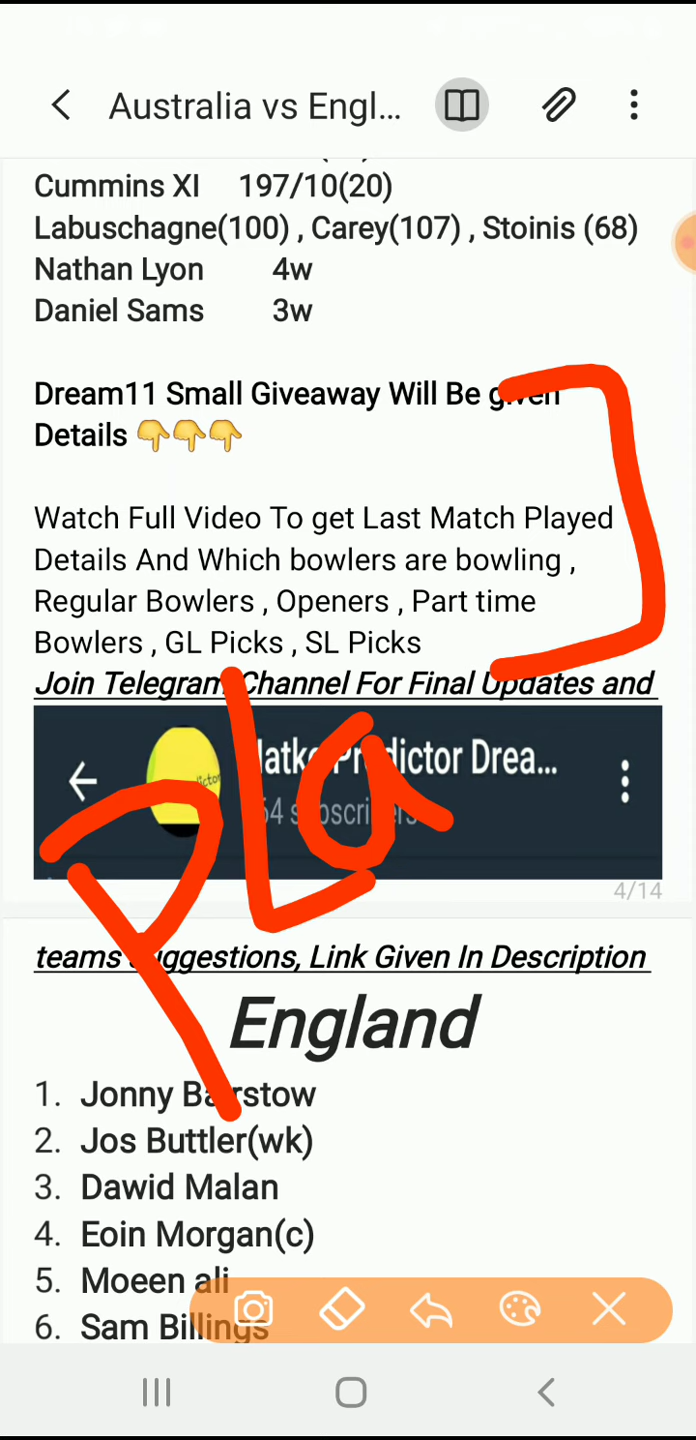 Australia vs Engl...
Cummins XI 197/10(20)
Labuschagne(100) , Carey(107) , Stoinis (68)
Nathan Lyon 4w
Daniel Sams 3w
Dream11 Small Giveaway Will Be given
Details 👇👇👇
Watch Full Video To get Last Match Played
Details And Which bowlers are bowling ,
Regular Bowlers , Openers , Part time
Bowlers , GL Picks , SL Picks
Join Telegram Channel For Final Updates and
Predictor Drea...
4/14
teams suggestions, Link Given In Description
England
1. Jonny Bairstow
2. Jos Buttler(wk)
3. Dawid Malan
4. Eoin Morgan(c)
5. Moeen ali
6. Sam Billings
PLa